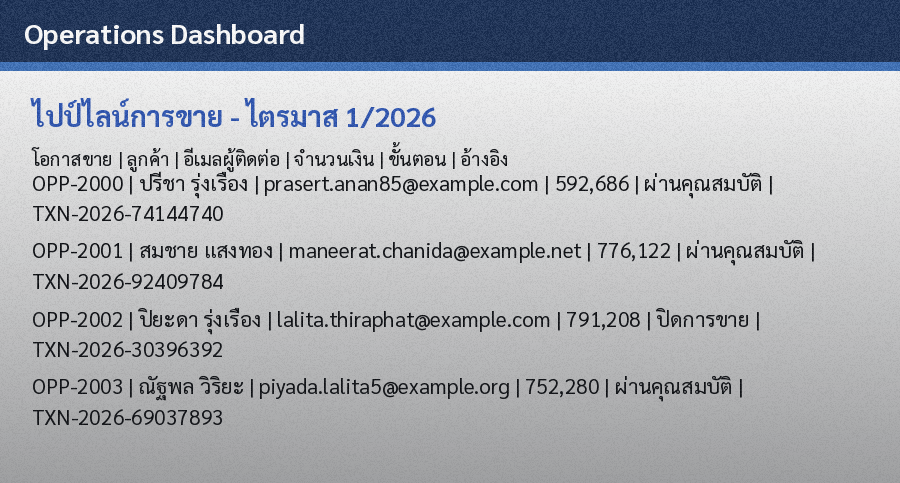 Operations Dashboard
ไปป์ไลน์การขาย - ไตรมาส 1/2026
โอกาสขาย | ลูกค้า | อีเมลผู้ติดต่อ | จำนวนเงิน | ขั้นตอน | อ้างอิง
OPP-2000 | ปรีชา รุ่งเรือง | prasert.anan85@example.com | 592,686 | ผ่านคุณสมบัติ |
TXN-2026-74144740
OPP-2001 | สมชาย แสงทอง | maneerat.chanida@example.net | 776,122 | ผ่านคุณสมบัติ |
TXN-2026-92409784
OPP-2002 | ปิยะดา รุ่งเรือง | lalita.thiraphat@example.com | 791,208 | ปิดการขาย |
TXN-2026-30396392
OPP-2003 | ณัฐพล วิริยะ | piyada.lalita5@example.org | 752,280 | ผ่านคุณสมบัติ |
TXN-2026-69037893